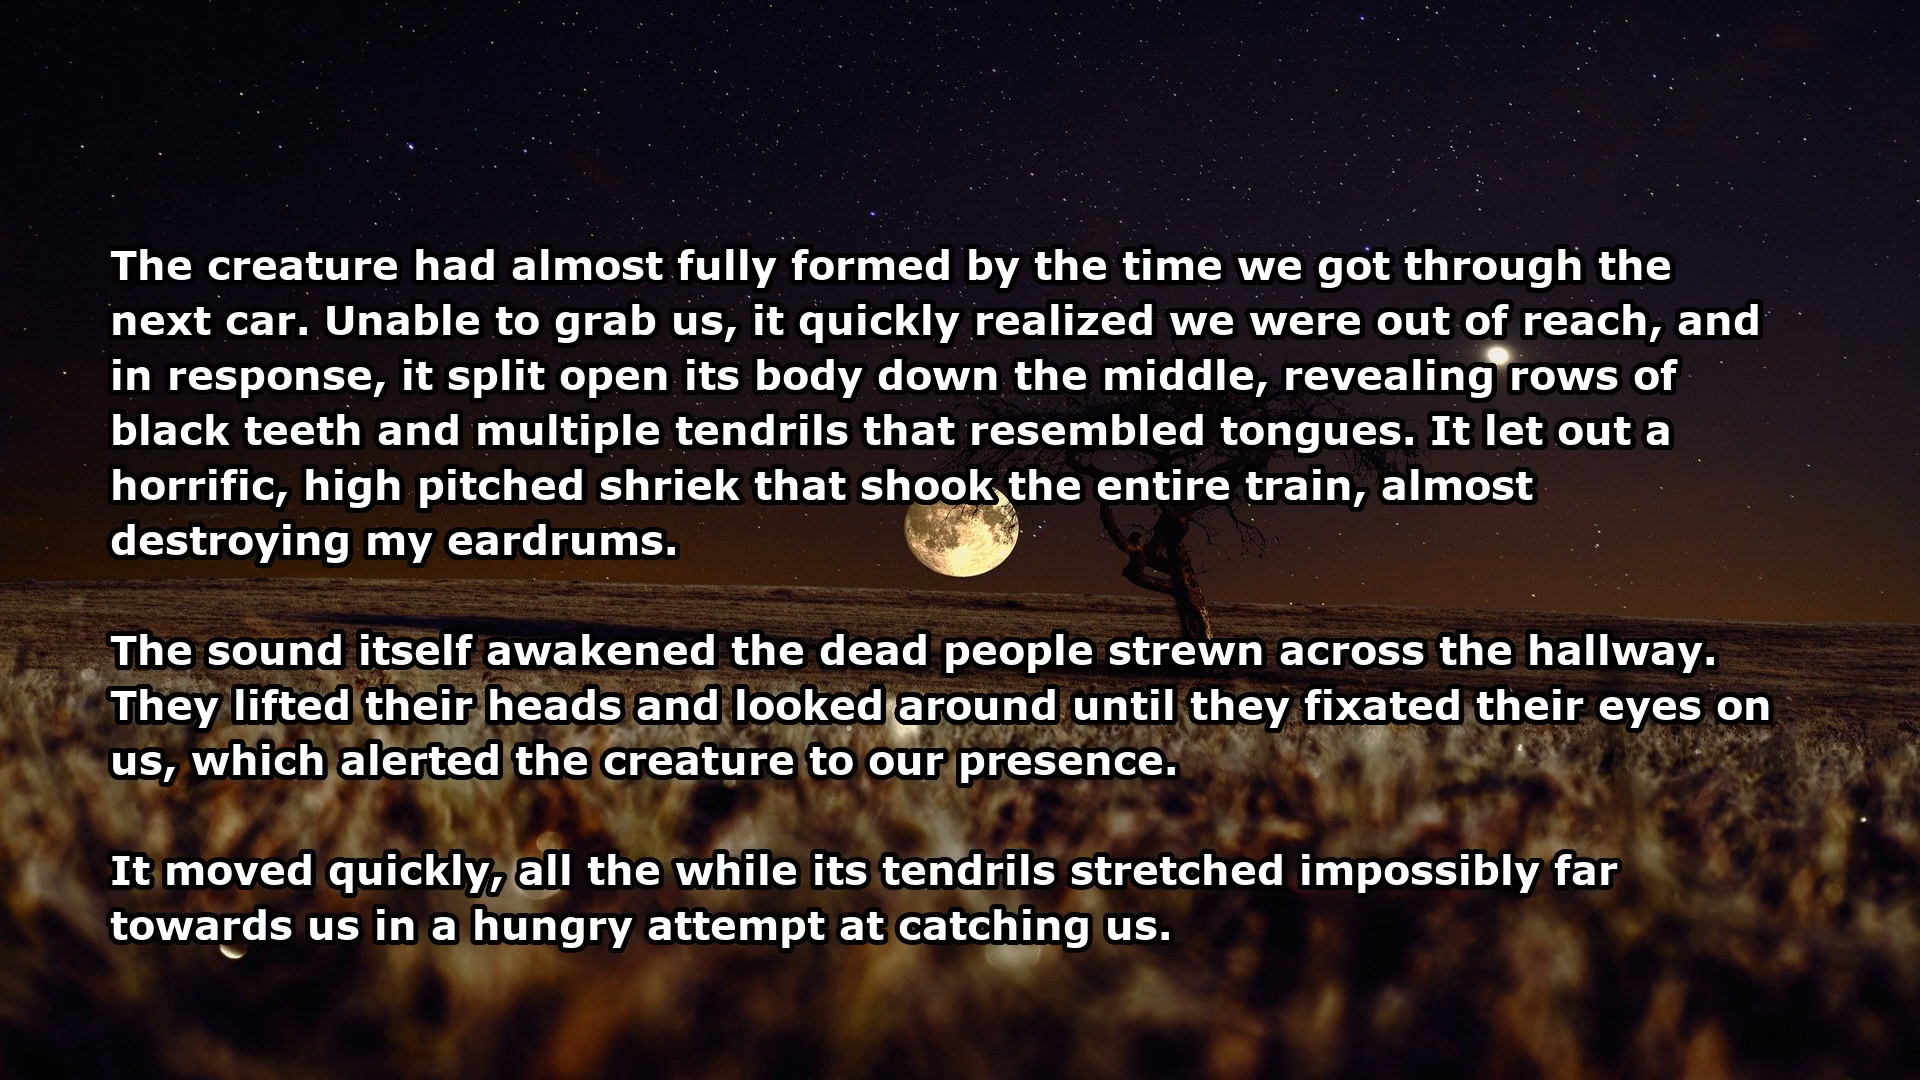 The creature had almost fully formed by the time we got through the
next car. Unable to grab us, it quickly realized we were out of reach, and
in response, it split open its body down the middle, revealing rows of
black teeth and multiple tendrils that resembled tongues. It let out a
horrific, high pitched shriek that shook the entire train, almost
destroying my eardrums.
The sound itself awakened the dead people strewn across the hallway.
They lifted their heads and looked around until they fixated their eyes on
us, which alerted the creature to our presence.
It moved quickly, all the while its tendrils stretched impossibly far
towards us in a hungry attempt at catching us.